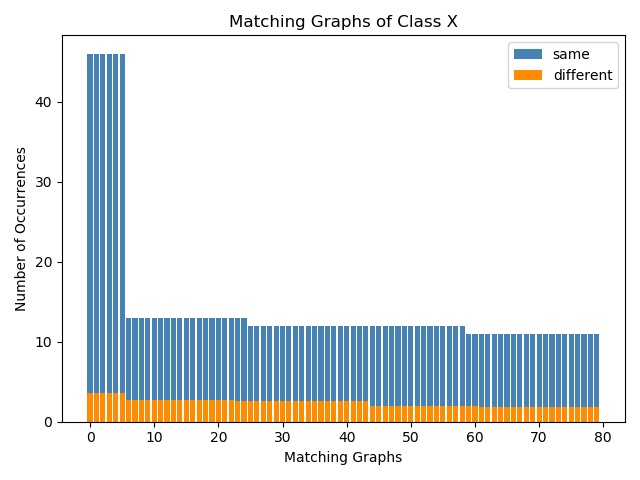 Matching Graphs of Class X
same
different
Number of Occurrences
40
30
20
10
0
0 10 20 30 40 50 60 70 80
Matching Graphs